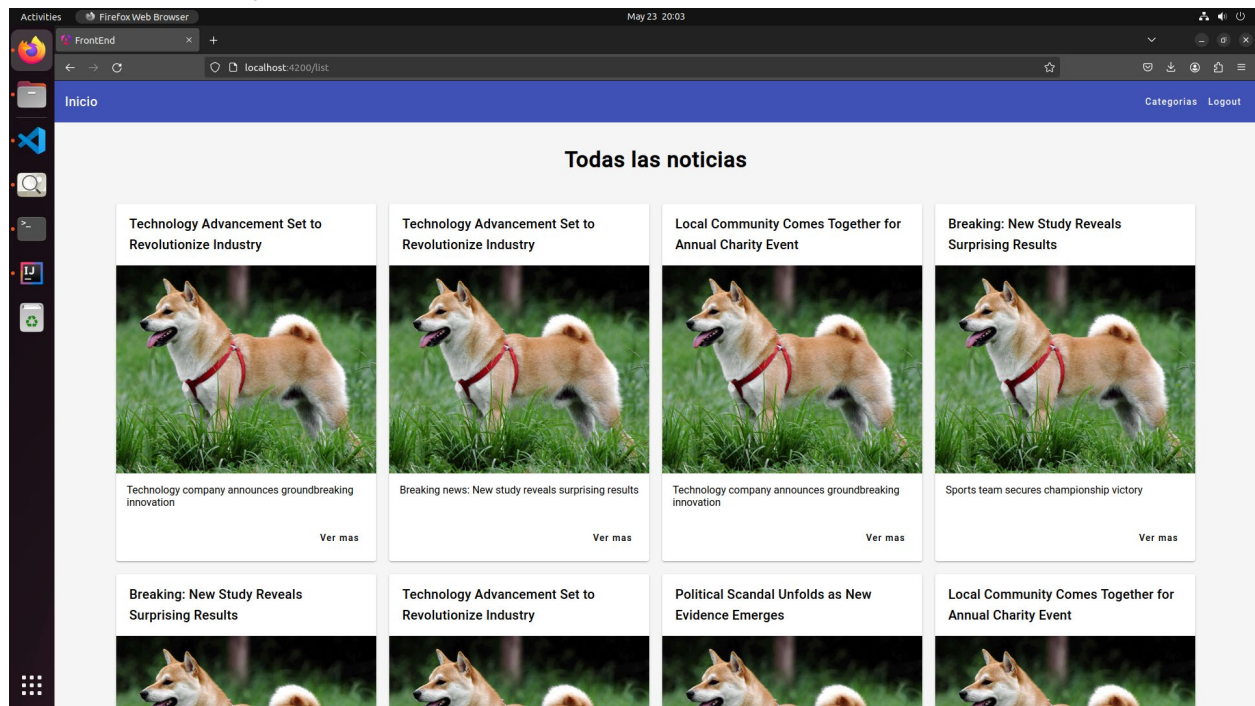 Activities Firefox Web Browser May 23 20:03
FrontEnd
localhost:4200/list
Inicio Categorias Logout
Todas las noticias
Technology Advancement Set to
Revolutionize Industry
Technology company announces groundbreaking
innovation
Ver mas
Technology Advancement Set to
Revolutionize Industry
Breaking news: New study reveals surprising results
Ver mas
Local Community Comes Together for
Annual Charity Event
Technology company announces groundbreaking
innovation
Ver mas
Breaking: New Study Reveals
Surprising Results
Sports team secures championship victory
Ver mas
Breaking: New Study Reveals
Surprising Results
Technology Advancement Set to
Revolutionize Industry
Political Scandal Unfolds as New
Evidence Emerges
Local Community Comes Together for
Annual Charity Event